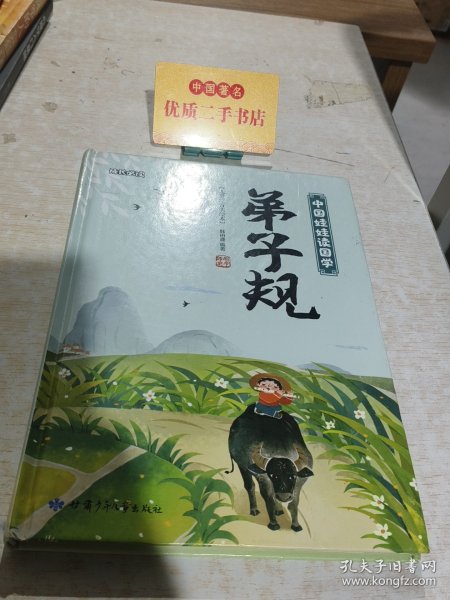 中国著名
优质二手书店
中国娃娃读国学
弟子规
甘肃少年儿童出版社
孔夫子旧书网
www.kongfz.com